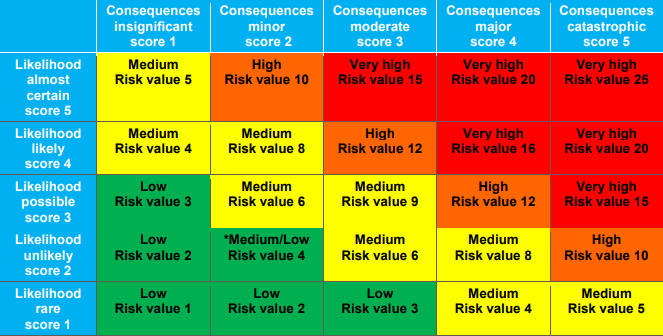 Consequences insignificant score 1
Consequences minor score 2
Consequences moderate score 3
Consequences major score 4
Consequences catastrophic score 5
Likelihood almost certain score 5
Medium
Risk value 5
High
Risk value 10
Very high
Risk value 15
Very high
Risk value 20
Very high
Risk value 25
Likelihood likely score 4
Medium
Risk value 4
Medium
Risk value 8
High
Risk value 12
Very high
Risk value 16
Very high
Risk value 20
Likelihood possible score 3
Low
Risk value 3
Medium
Risk value 6
Medium
Risk value 9
High
Risk value 12
Very high
Risk value 15
Likelihood unlikely score 2
Low
Risk value 2
*Medium/Low
Risk value 4
Medium
Risk value 6
Medium
Risk value 8
High
Risk value 10
Likelihood rare score 1
Low
Risk value 1
Low
Risk value 2
Low
Risk value 3
Medium
Risk value 4
Medium
Risk value 5